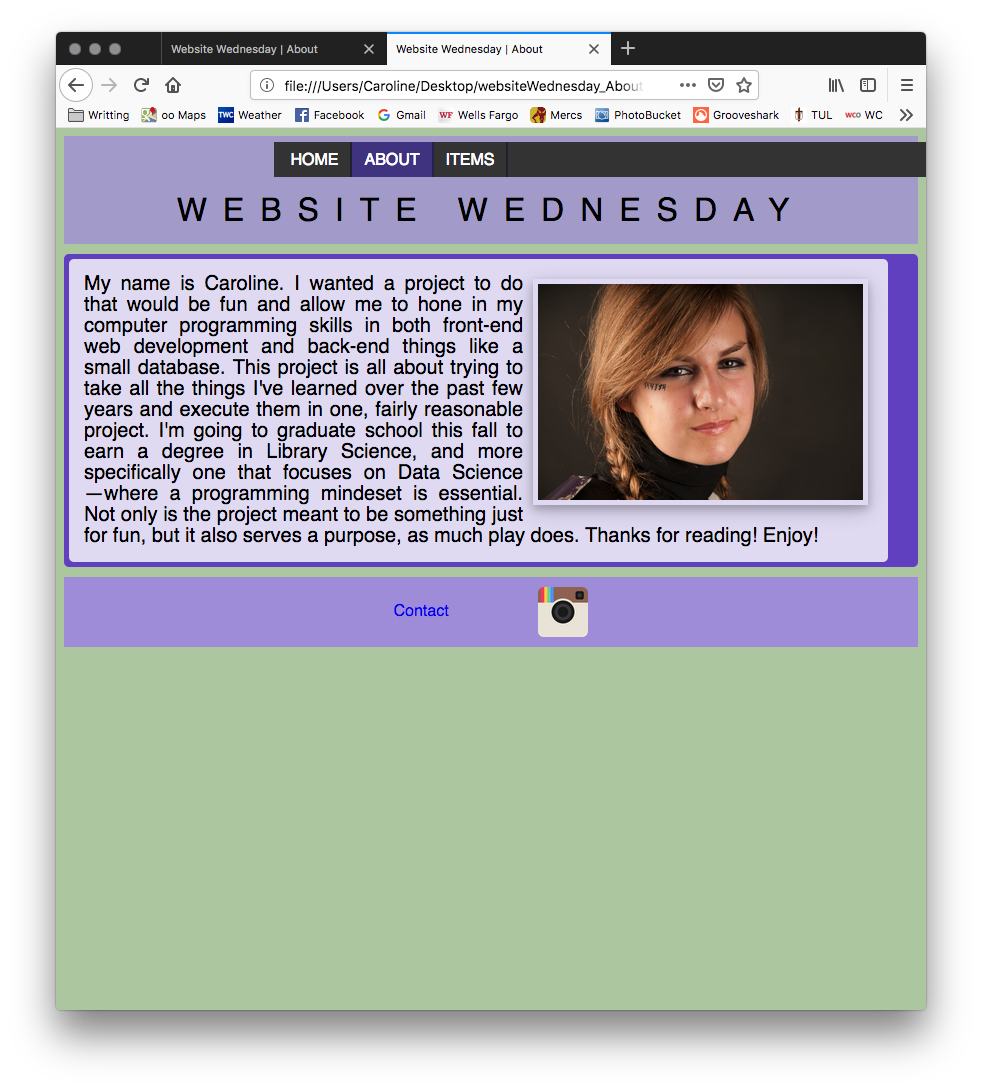 Website Wednesday | About
Website Wednesday | About
file:///Users/Caroline/Desktop/websiteWednesday_About
Writting oo Maps TWC Weather Facebook G Gmail WF Wells Fargo Mercs PhotoBucket Grooveshark TUL wco WC
HOME ABOUT ITEMS
WEBSITE WEDNESDAY
My name is Caroline. I wanted a project to do
that would be fun and allow me to hone in my
computer programming skills in both front-end
web development and back-end things like a
small database. This project is all about trying to
take all the things I've learned over the past few
years and execute them in one, fairly reasonable
project. I'm going to graduate school this fall to
earn a degree in Library Science, and more
specifically one that focuses on Data Science
—where a programming mindeset is essential.
Not only is the project meant to be something just
for fun, but it also serves a purpose, as much play does. Thanks for reading! Enjoy!
Contact